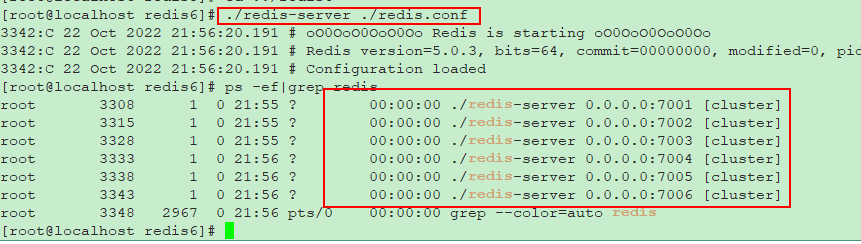 [root@localhost redis6]# ./redis-server ./redis.conf
3342:C 22 Oct 2022 21:56:20.191 # oO0OoO0OoO0Oo Redis is starting oO0OoO0OoO0Oo
3342:C 22 Oct 2022 21:56:20.191 # Redis version=5.0.3, bits=64, commit=00000000, modified=0, pid
3342:C 22 Oct 2022 21:56:20.191 # Configuration loaded
[root@localhost redis6]# ps -ef|grep redis
root 3308 1 0 21:55 ? 00:00:00 ./redis-server 0.0.0.0:7001 [cluster]
root 3315 1 0 21:55 ? 00:00:00 ./redis-server 0.0.0.0:7002 [cluster]
root 3328 1 0 21:55 ? 00:00:00 ./redis-server 0.0.0.0:7003 [cluster]
root 3333 1 0 21:56 ? 00:00:00 ./redis-server 0.0.0.0:7004 [cluster]
root 3338 1 0 21:56 ? 00:00:00 ./redis-server 0.0.0.0:7005 [cluster]
root 3343 1 0 21:56 ? 00:00:00 ./redis-server 0.0.0.0:7006 [cluster]
root 3348 2967 0 21:56 pts/0 00:00:00 grep --color=auto redis
[root@localhost redis6]#